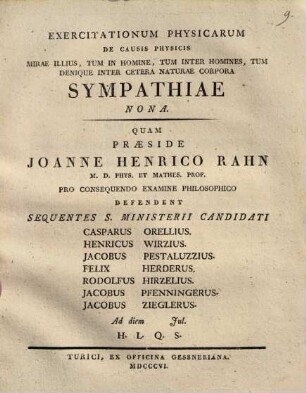 9.
EXERCITATIONUM PHYSICARUM
DE CAUSIS PHYSICIS
MIRAE ILLIUS, TUM IN HOMINE, TUM INTER HOMINES, TUM
DENIQUE INTER CETERA NATURAE CORPORA
SYMPATHIAE
NONA.
QUAM
PRÆSIDE
JOANNE HENRICO RAHN
M. D. PHYS. ET MATHES. PROF.
PRO CONSEQUENDO EXAMINE PHILOSOPHICO
DEFENDENT
SEQUENTES S. MINISTERII CANDIDATI
CASPARUS ORELLIUS.
HENRICUS WIRZIUS.
JACOBUS PESTALUZZIUS.
FELIX HERDERUS.
RODOLFUS HIRZELIUS.
JACOBUS PFENNINGERUS.
JACOBUS ZIEGLERUS.
Ad diem Jul.
H. L. Q. S.
TURICI, EX OFFICINA GESSNERIANA.
MDCCCVI.